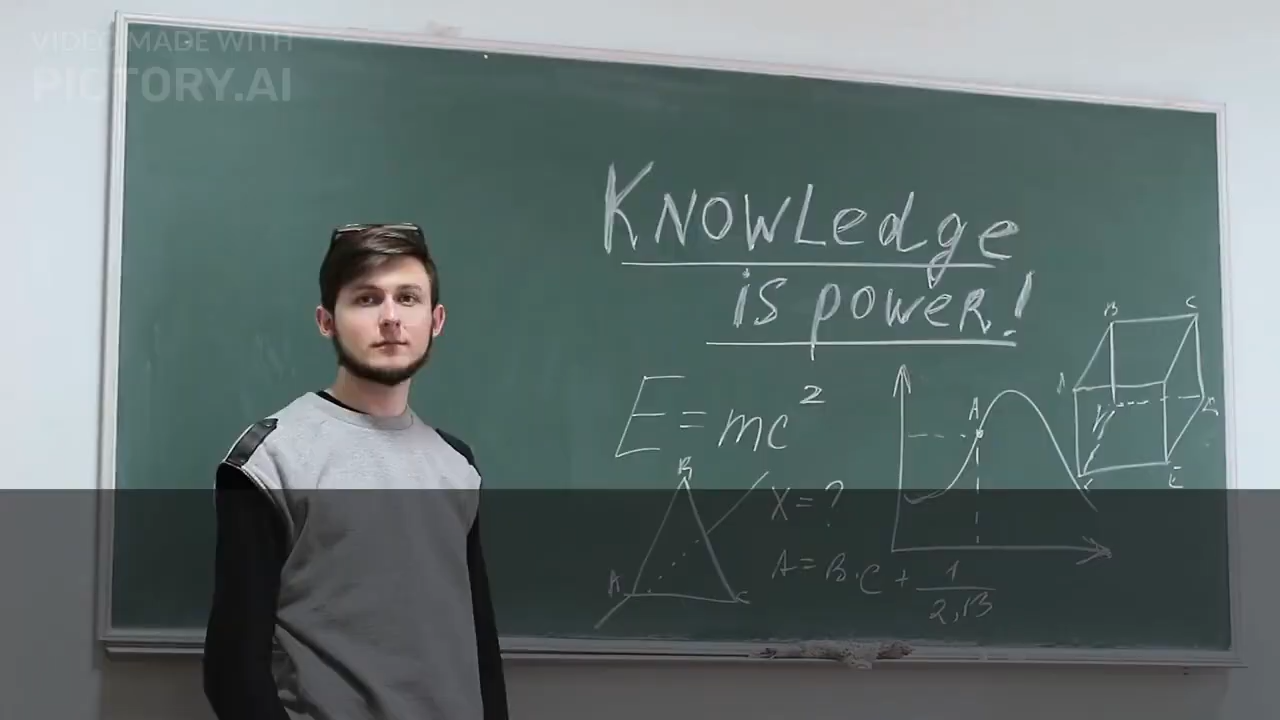 VIDEO MADE WITH
PICTORY.AI
Knowledge
is power!
E = mc²
B
A
C
X = ?
A = B.C + 1/2,13
A
B
C
E